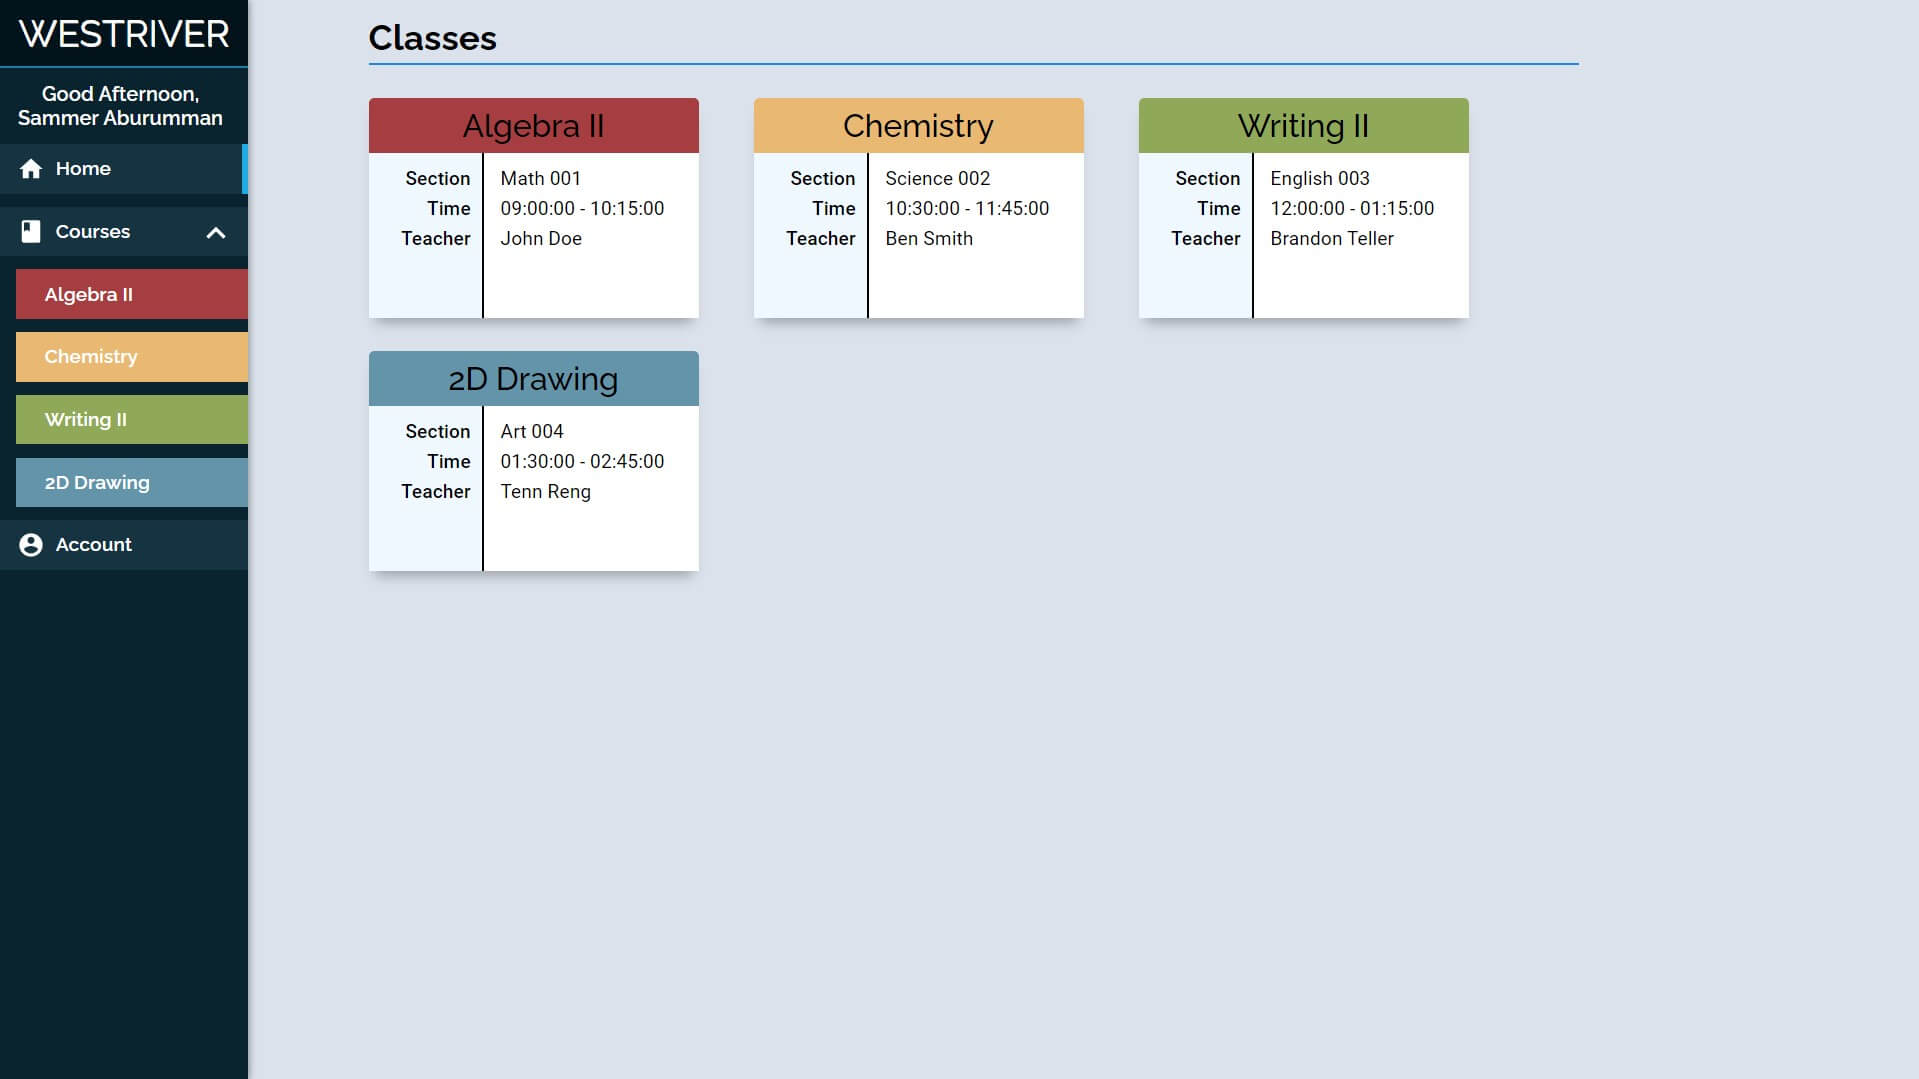 WESTRIVER
Good Afternoon,
Sammer Aburumman
Home
Courses
Algebra II
Chemistry
Writing II
2D Drawing
Account
Classes
Algebra II
Section Math 001
Time 09:00:00 - 10:15:00
Teacher John Doe
Chemistry
Section Science 002
Time 10:30:00 - 11:45:00
Teacher Ben Smith
Writing II
Section English 003
Time 12:00:00 - 01:15:00
Teacher Brandon Teller
2D Drawing
Section Art 004
Time 01:30:00 - 02:45:00
Teacher Tenn Reng